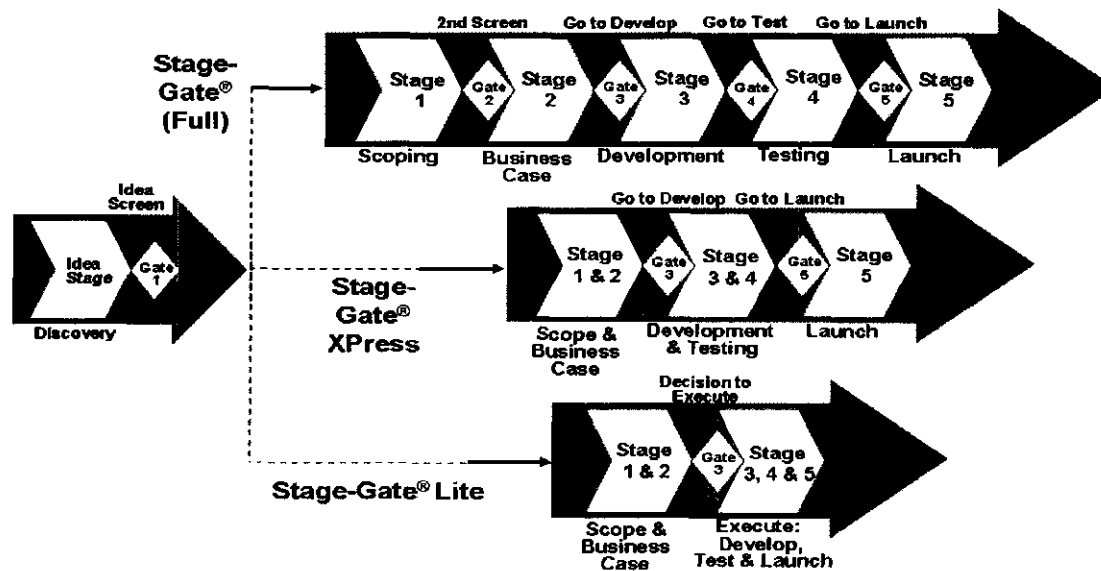 2nd Screen Go to Develop Go to Test Go to Launch
Stage-
Gate®
(Full)
Stage
1
Gate
2
Stage
2
Gate
3
Stage
3
Gate
4
Stage
4
Gate
5
Stage
5
Scoping
Business
Case
Development
Testing
Launch
Idea
Screen
Idea
Stage
Gate
1
Discovery
Go to Develop Go to Launch
Stage-
Gate®
XPress
Stage
1 & 2
Gate
3
Stage
3 & 4
Gate
5
Stage
5
Scope &
Business
Case
Development
& Testing
Launch
Decision to
Execute
Stage-Gate® Lite
Stage
1 & 2
Gate
3
Stage
3, 4 & 5
Scope &
Business
Case
Execute:
Develop,
Test & Launch